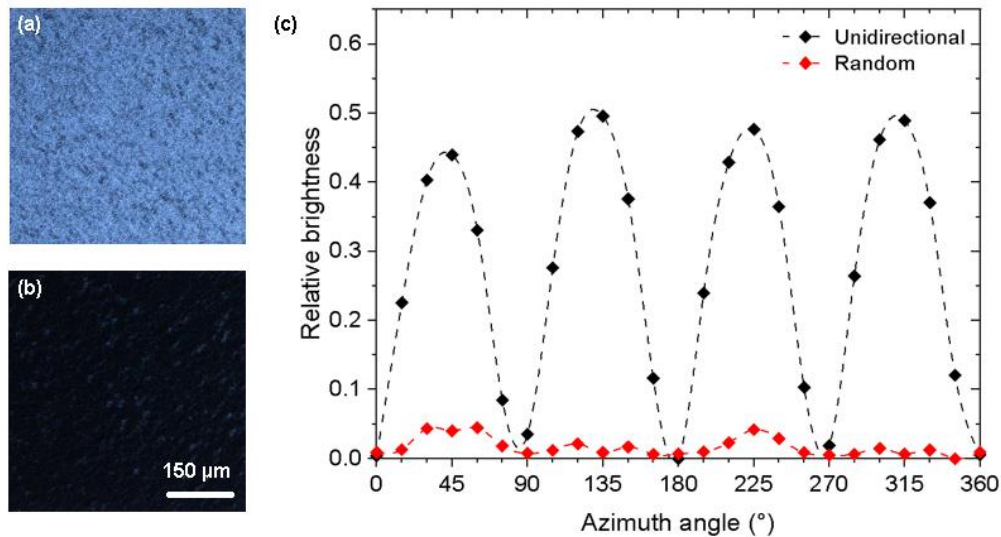 (a)
(b)
150 µm
(c)
Unidirectional
Random
Relative brightness
0.6
0.5
0.4
0.3
0.2
0.1
0.0
0 45 90 135 180 225 270 315 360
Azimuth angle (°)